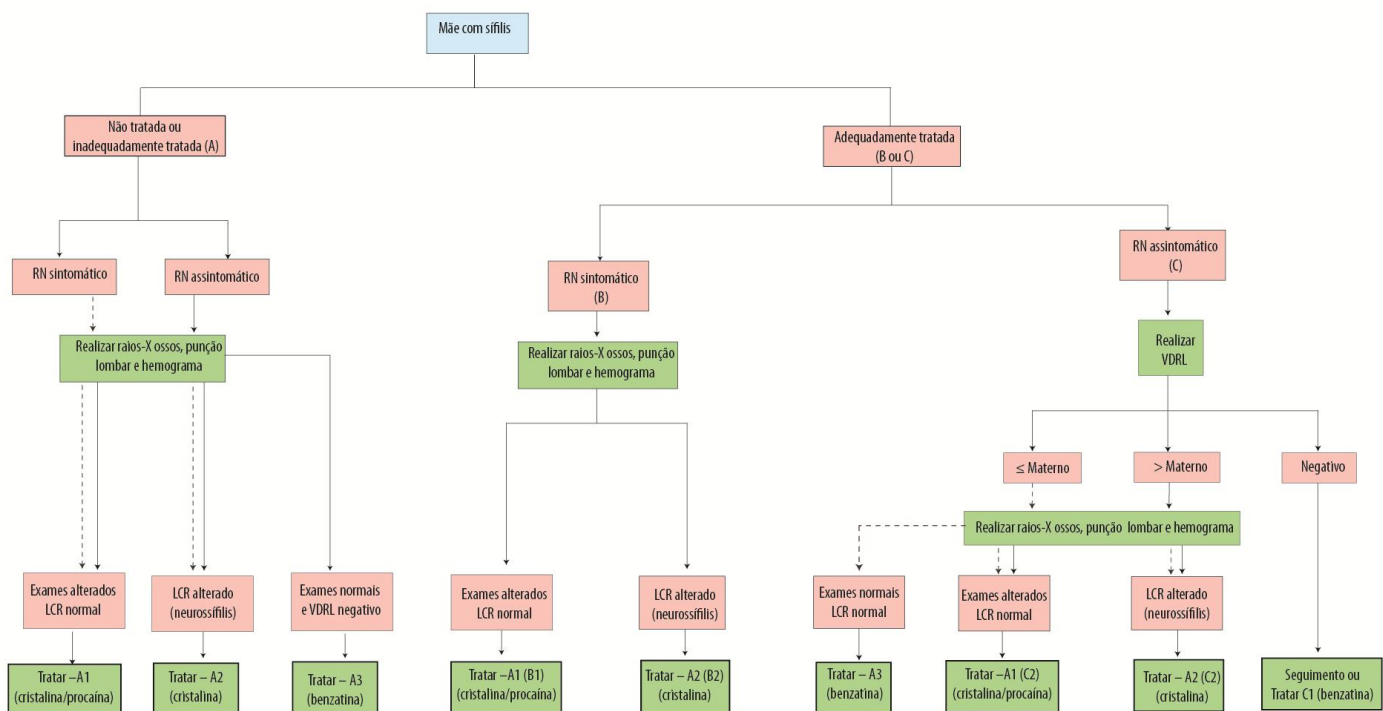 Mãe com sífilis
Não tratada ou
inadequadamente tratada (A)
Adequadamente tratada
(B ou C)
RN sintomático
RN assintomático
RN sintomático
(B)
RN assintomático
(C)
Realizar raios-X ossos, punção
lombar e hemograma
Realizar raios-X ossos, punção
lombar e hemograma
Realizar
VDRL
≤ Materno
> Materno
Negativo
Realizar raios-X ossos, punção lombar e hemograma
Exames alterados
LCR normal
LCR alterado
(neurossífilis)
Exames normais
e VDRL negativo
Exames alterados
LCR normal
LCR alterado
(neurossífilis)
Exames normais
LCR normal
Exames alterados
LCR normal
LCR alterado
(neurossífilis)
Tratar –A1
(cristalina/procaína)
Tratar – A2
(cristalina)
Tratar – A3
(benzatina)
Tratar –A1 (B1)
(cristalina/procaína)
Tratar – A2 (B2)
(cristalina)
Tratar – A3
(benzatina)
Tratar –A1 (C2)
(cristalina/procaína)
Tratar – A2 (C2)
(cristalina)
Seguimento ou
Tratar C1 (benzatina)